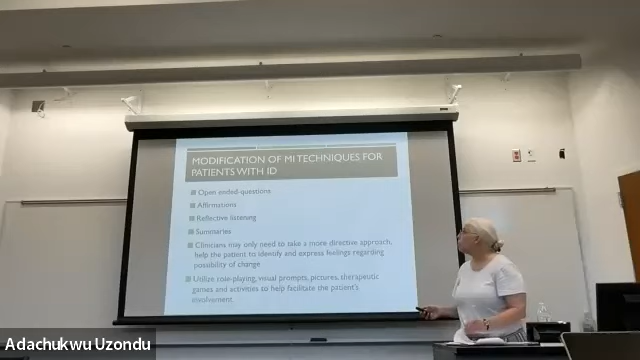 MODIFICATION OF MI TECHNIQUES FOR
PATIENTS WITH ID
Open ended-questions
Affirmations
Reflective listening
Summaries
Clinicians may only need to take a more directive approach,
help the patient to identify and express feelings regarding
possibility of change
Utilize role-playing, visual prompts, pictures, therapeutic
games and activities to help facilitate the patient's
involvement.
Adachukwu Uzondu